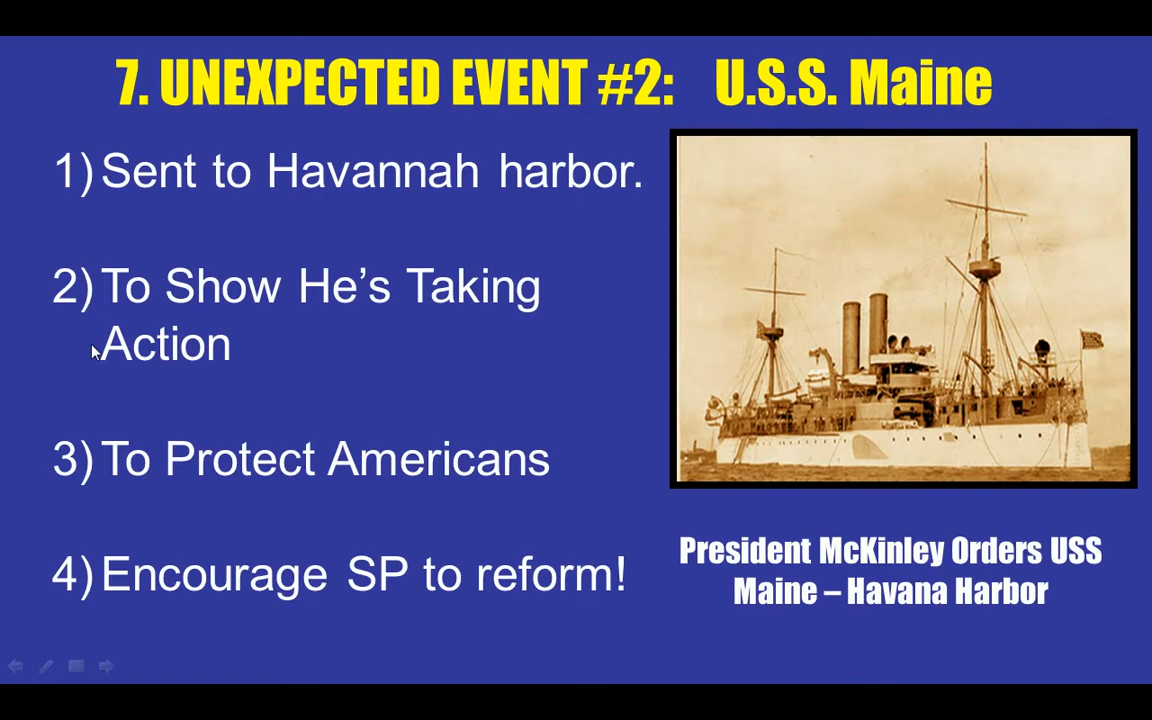 7. UNEXPECTED EVENT #2: U.S.S. Maine
1) Sent to Havannah harbor.
2) To Show He’s Taking
Action
3) To Protect Americans
4) Encourage SP to reform!
President McKinley Orders USS
Maine – Havana Harbor